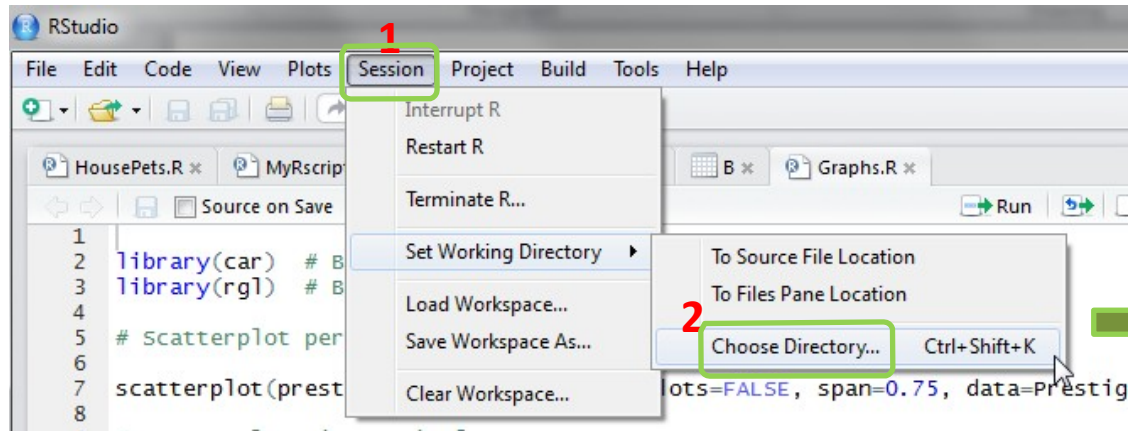 RStudio
1
File Edit Code View Plots Session Project Build Tools Help
Interrupt R
Restart R
Terminate R...
Set Working Directory
Load Workspace...
Save Workspace As...
Clear Workspace...
HousePets.R MyRscrip B Graphs.R
Source on Save Run
To Source File Location
To Files Pane Location
2
Choose Directory... Ctrl+Shift+K
1
2 library(car) # B
3 library(rgl) # B
4
5 # Scatterplot per
6
7 scatterplot(prest ots=FALSE, span=0.75, data=Prestig
8